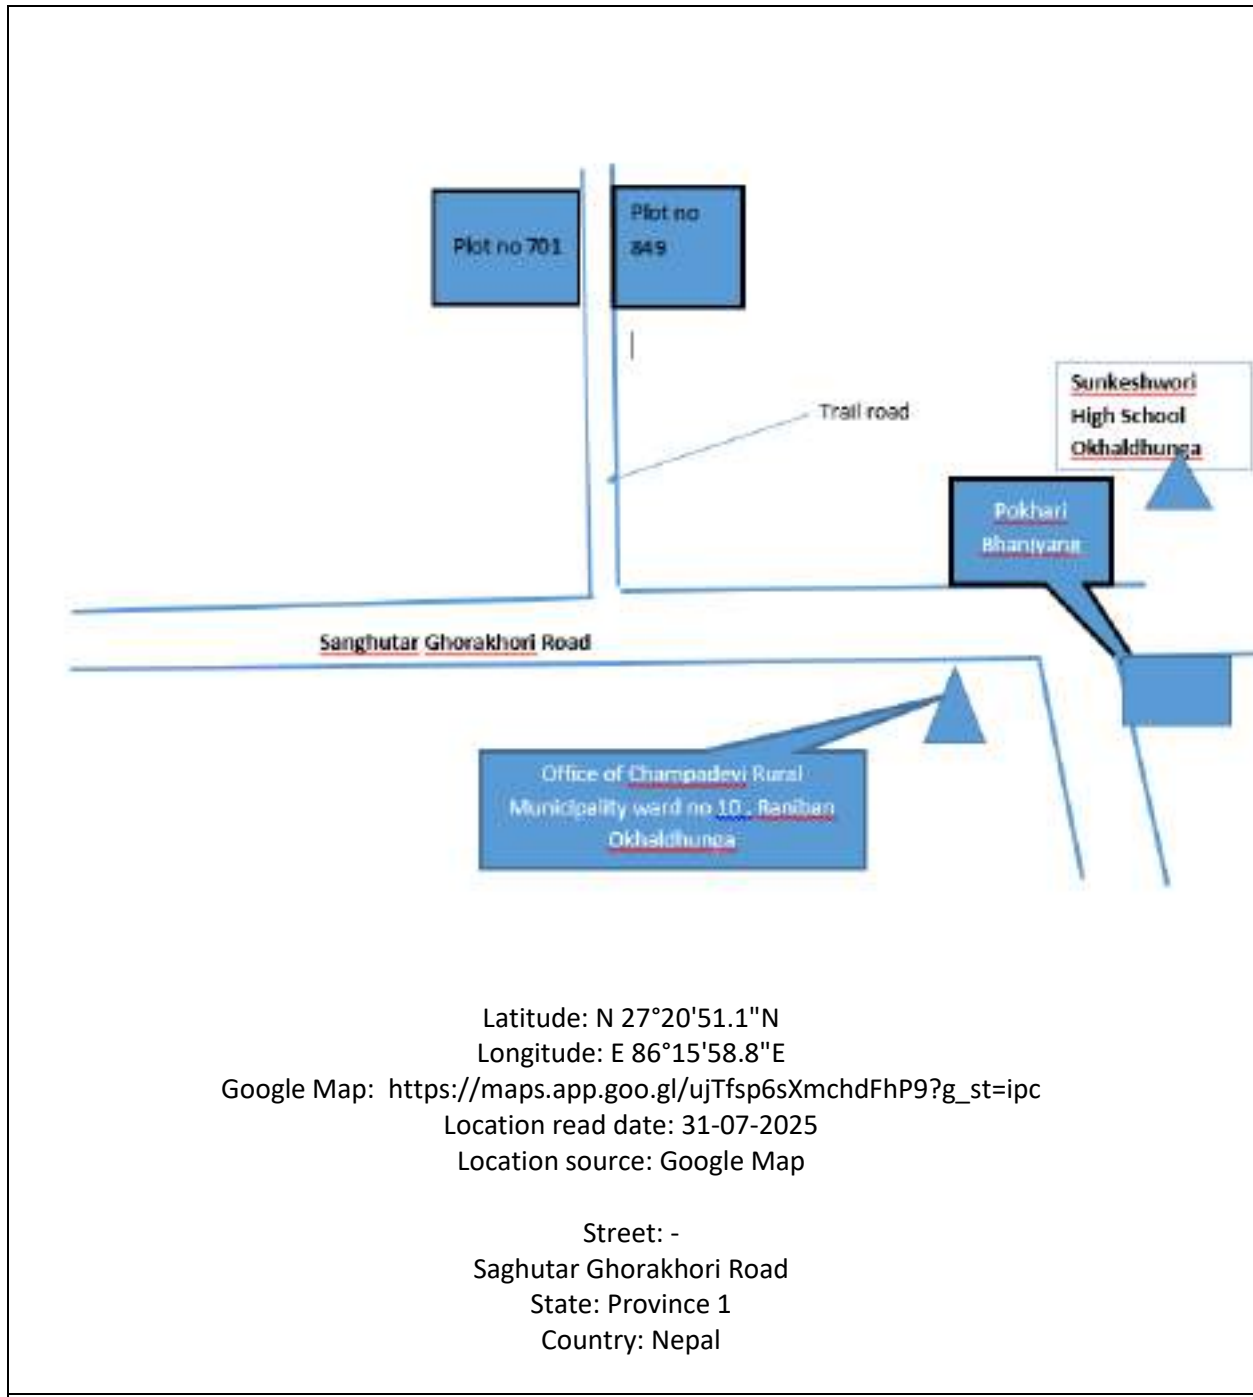 Plot no 701
Plot no
849
Trail road
Sunkeshwori
High School
Okhaldhunga
Pokhari
Bhanjyang
Sanghutar Ghorakhori Road
Office of Champadevi Rural
Municipality ward no 10 , Raniban
Okhaldhunga
Latitude: N 27°20'51.1"N
Longitude: E 86°15'58.8"E
Google Map:  https://maps.app.goo.gl/ujTfsp6sXmchdFhP9?g_st=ipc
Location read date: 31-07-2025
Location source: Google Map
Street: -
Saghutar Ghorakhori Road
State: Province 1
Country: Nepal